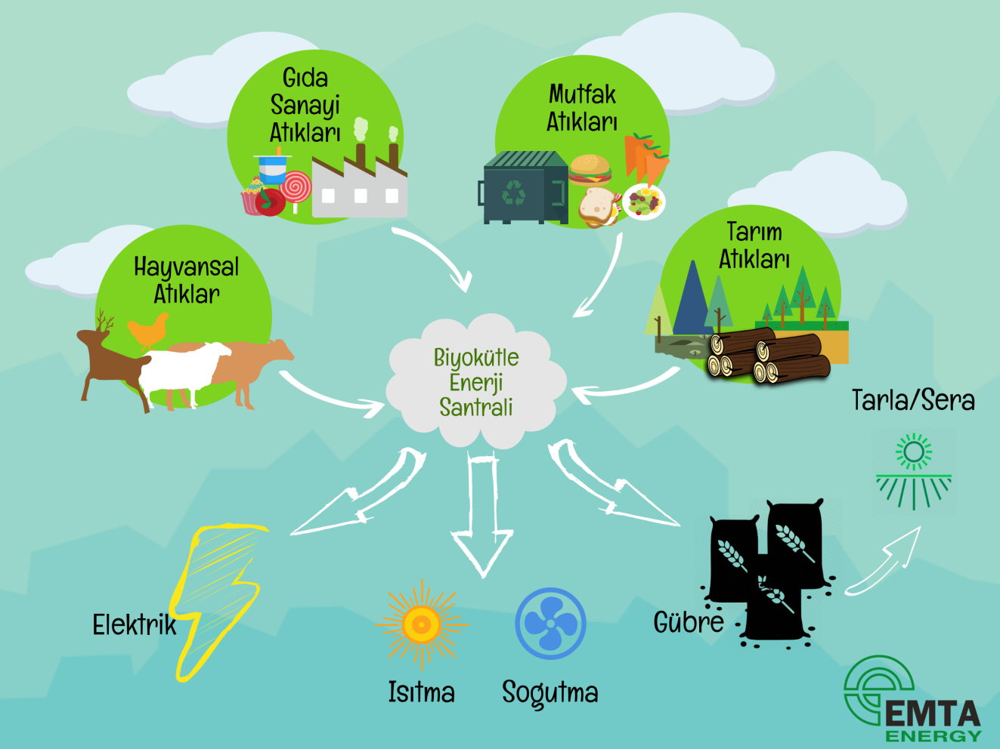 Gıda
Sanayi
Atıkları
Mutfak
Atıkları
Hayvansal
Atıklar
Tarım
Atıkları
Biyokütle
Enerji
Santrali
Tarla/Sera
Elektrik
Isıtma
Sogutma
Gübre
EMTA
ENERGY